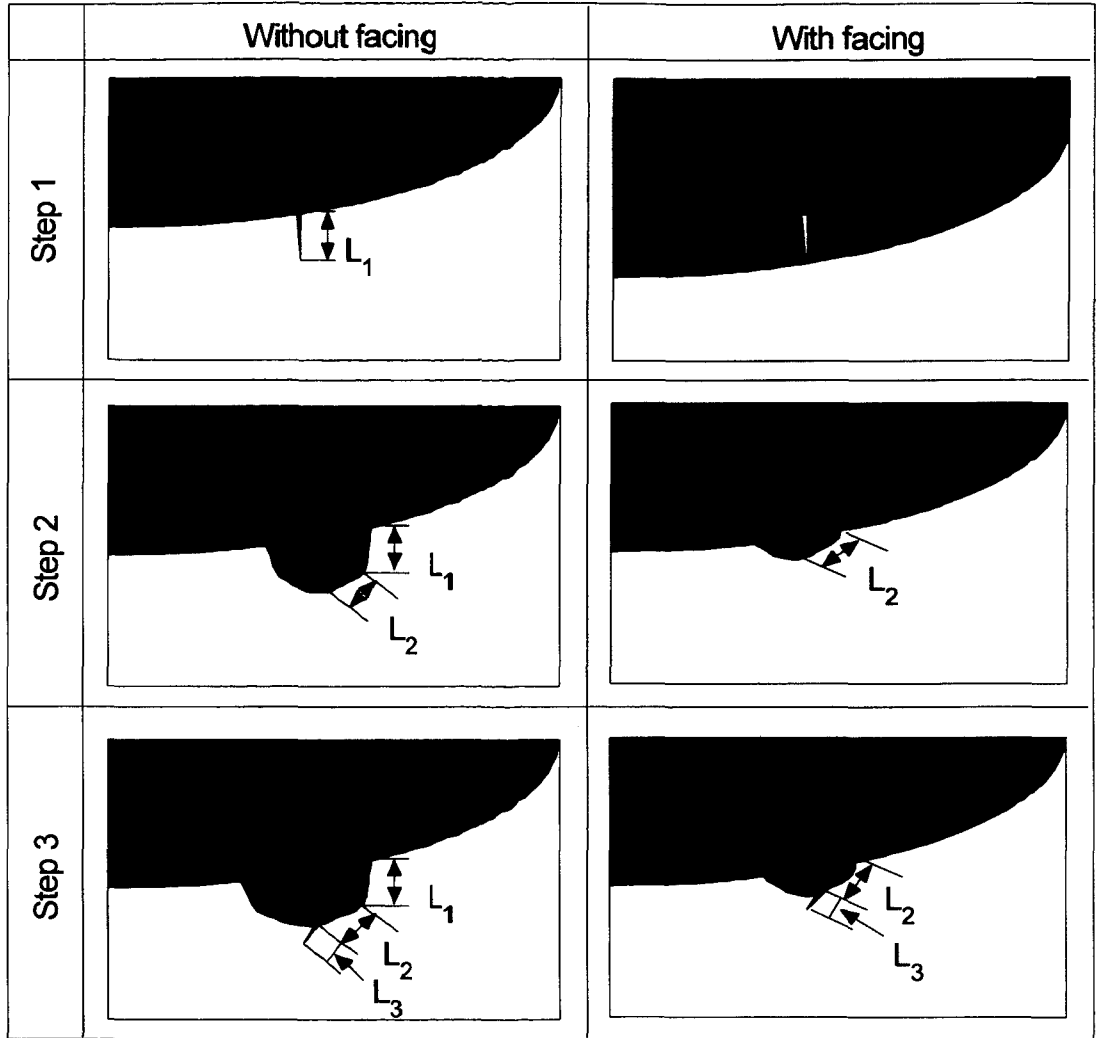 Without facing
With facing
Step 1
L1
Step 2
L1
L2
L2
Step 3
L1
L2
L3
L2
L3